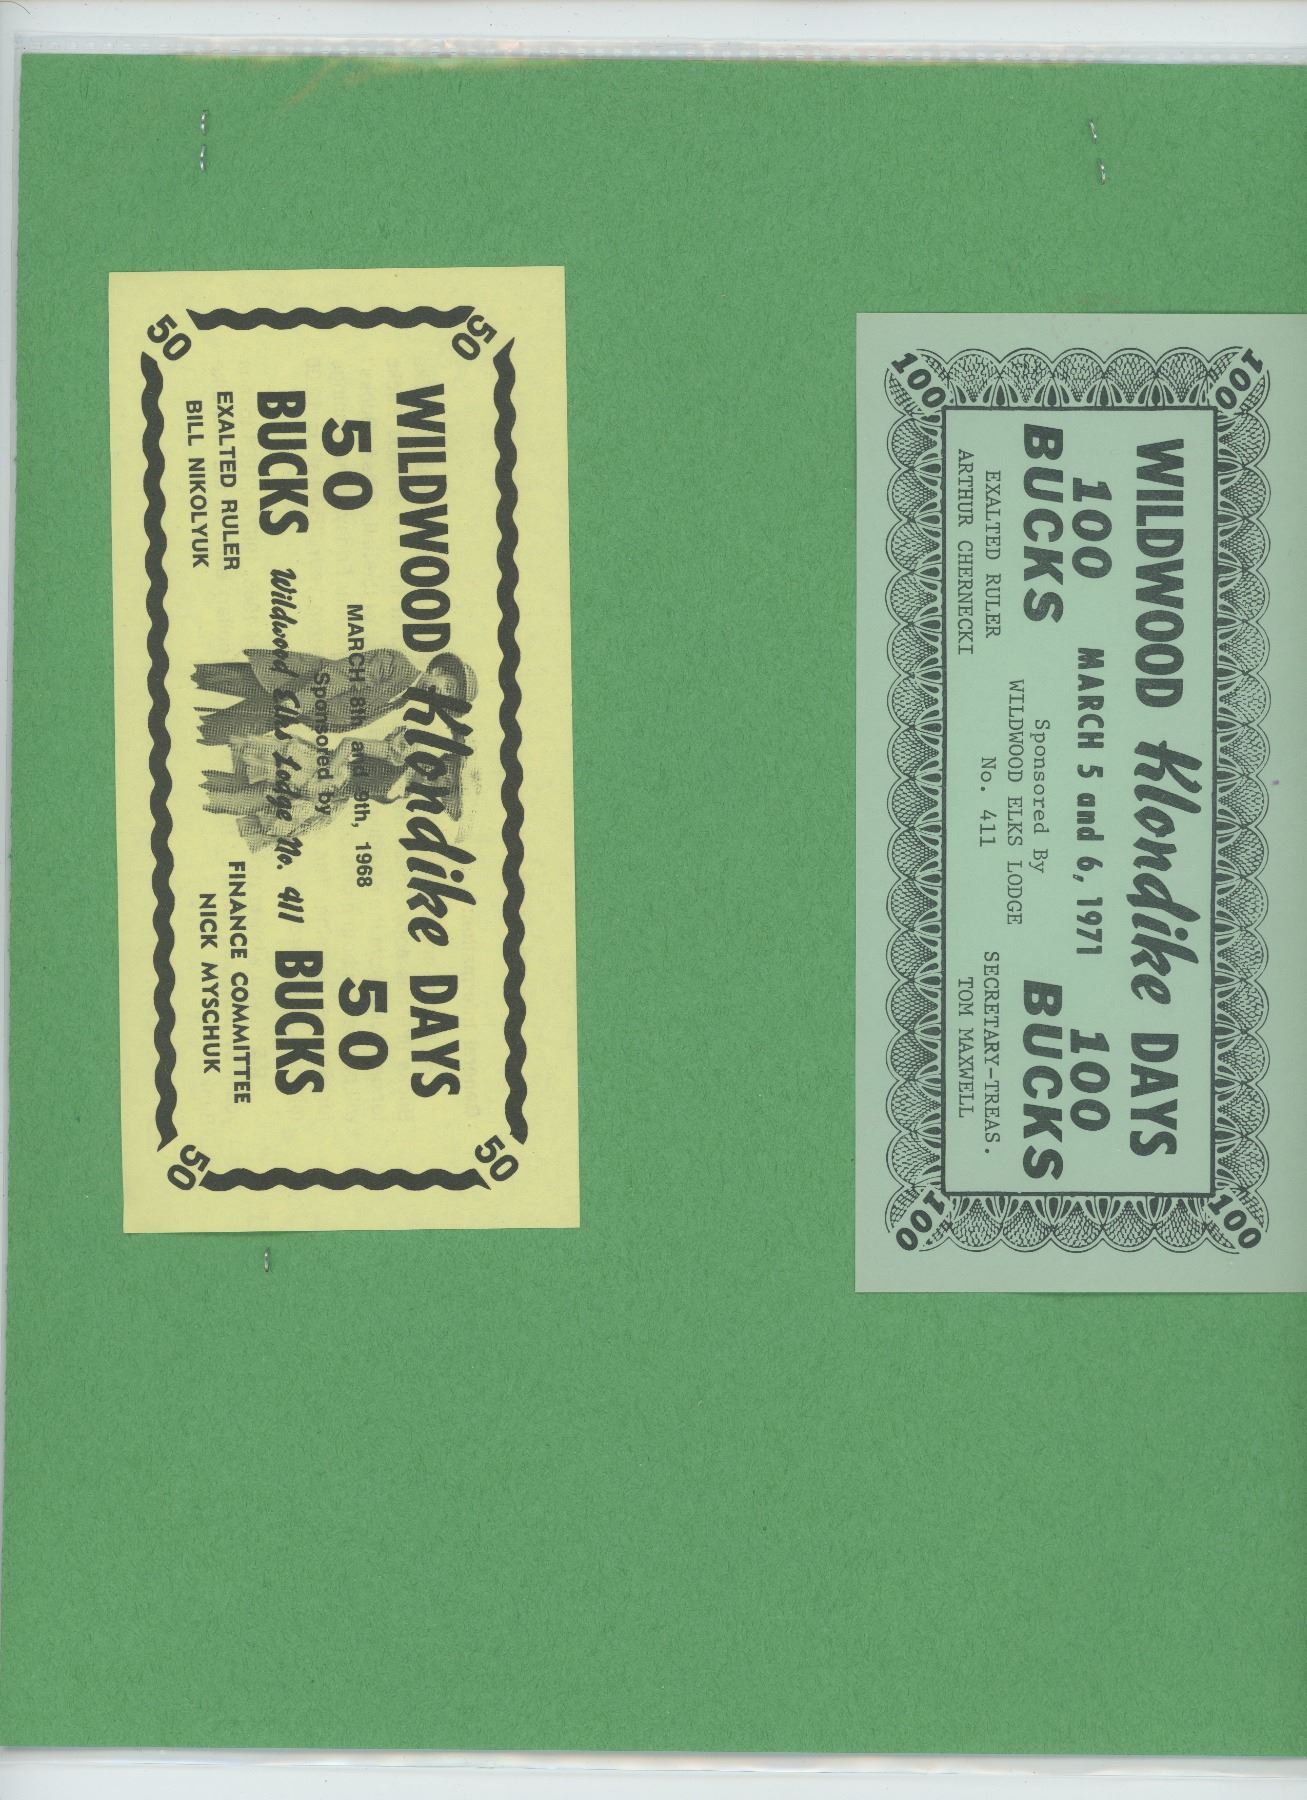 50 50
WILDWOOD Klondike DAYS
50 MARCH 8th and 9th, 1968 50
Sponsored by
BUCKS Wildwood Elks Lodge No. 411 BUCKS
EXALTED RULER FINANCE COMMITTEE
BILL NIKOLYUK NICK MYSCHUK
50 50
100 100
WILDWOOD Klondike DAYS
100 MARCH 5 and 6, 1971 100
BUCKS Sponsored By BUCKS
WILDWOOD ELKS LODGE
EXALTED RULER No. 411 SECRETARY-TREAS.
ARTHUR CHERNECKI TOM MAXWELL
100 100